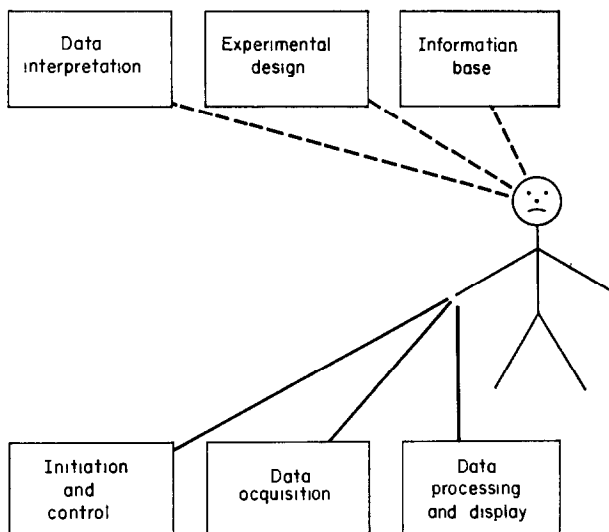 Data
interpretation
Experimental
design
Information
base
Initiation
and
control
Data
acquisition
Data
processing
and display